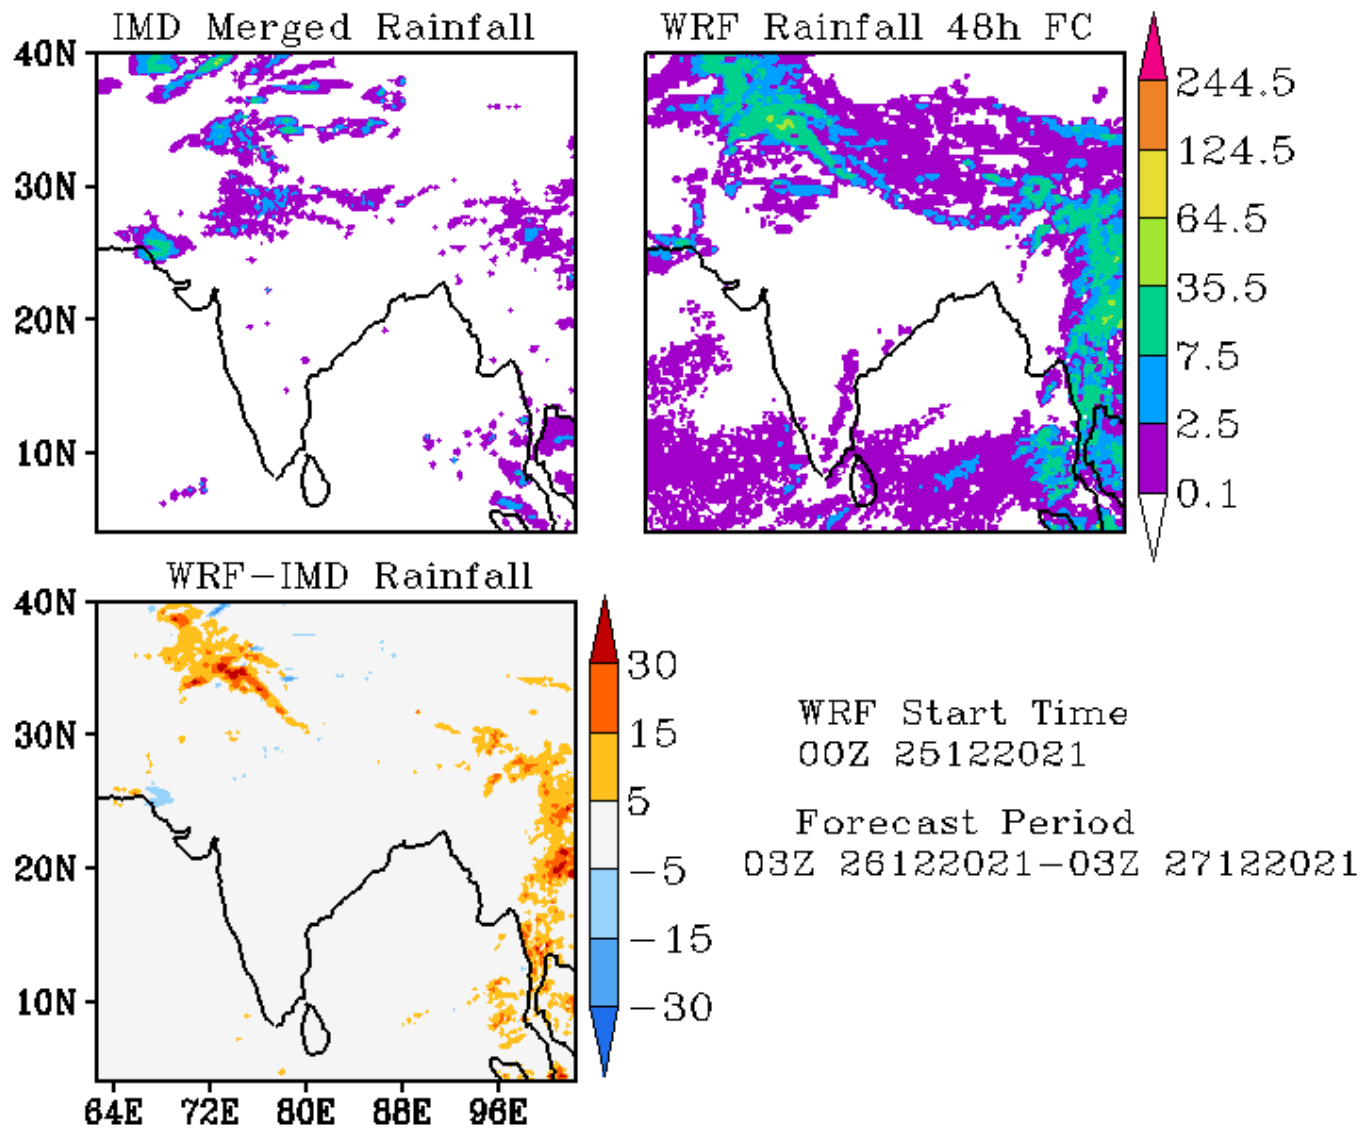 IMD Merged Rainfall
WRF Rainfall 48h FC
40N
30N
20N
10N
244.5
124.5
64.5
35.5
7.5
2.5
0.1
WRF-IMD Rainfall
40N
30N
20N
10N
64E 72E 80E 88E 96E
30
15
5
-5
-15
-30
WRF Start Time
00Z 25122021
Forecast Period
03Z 26122021-03Z 27122021